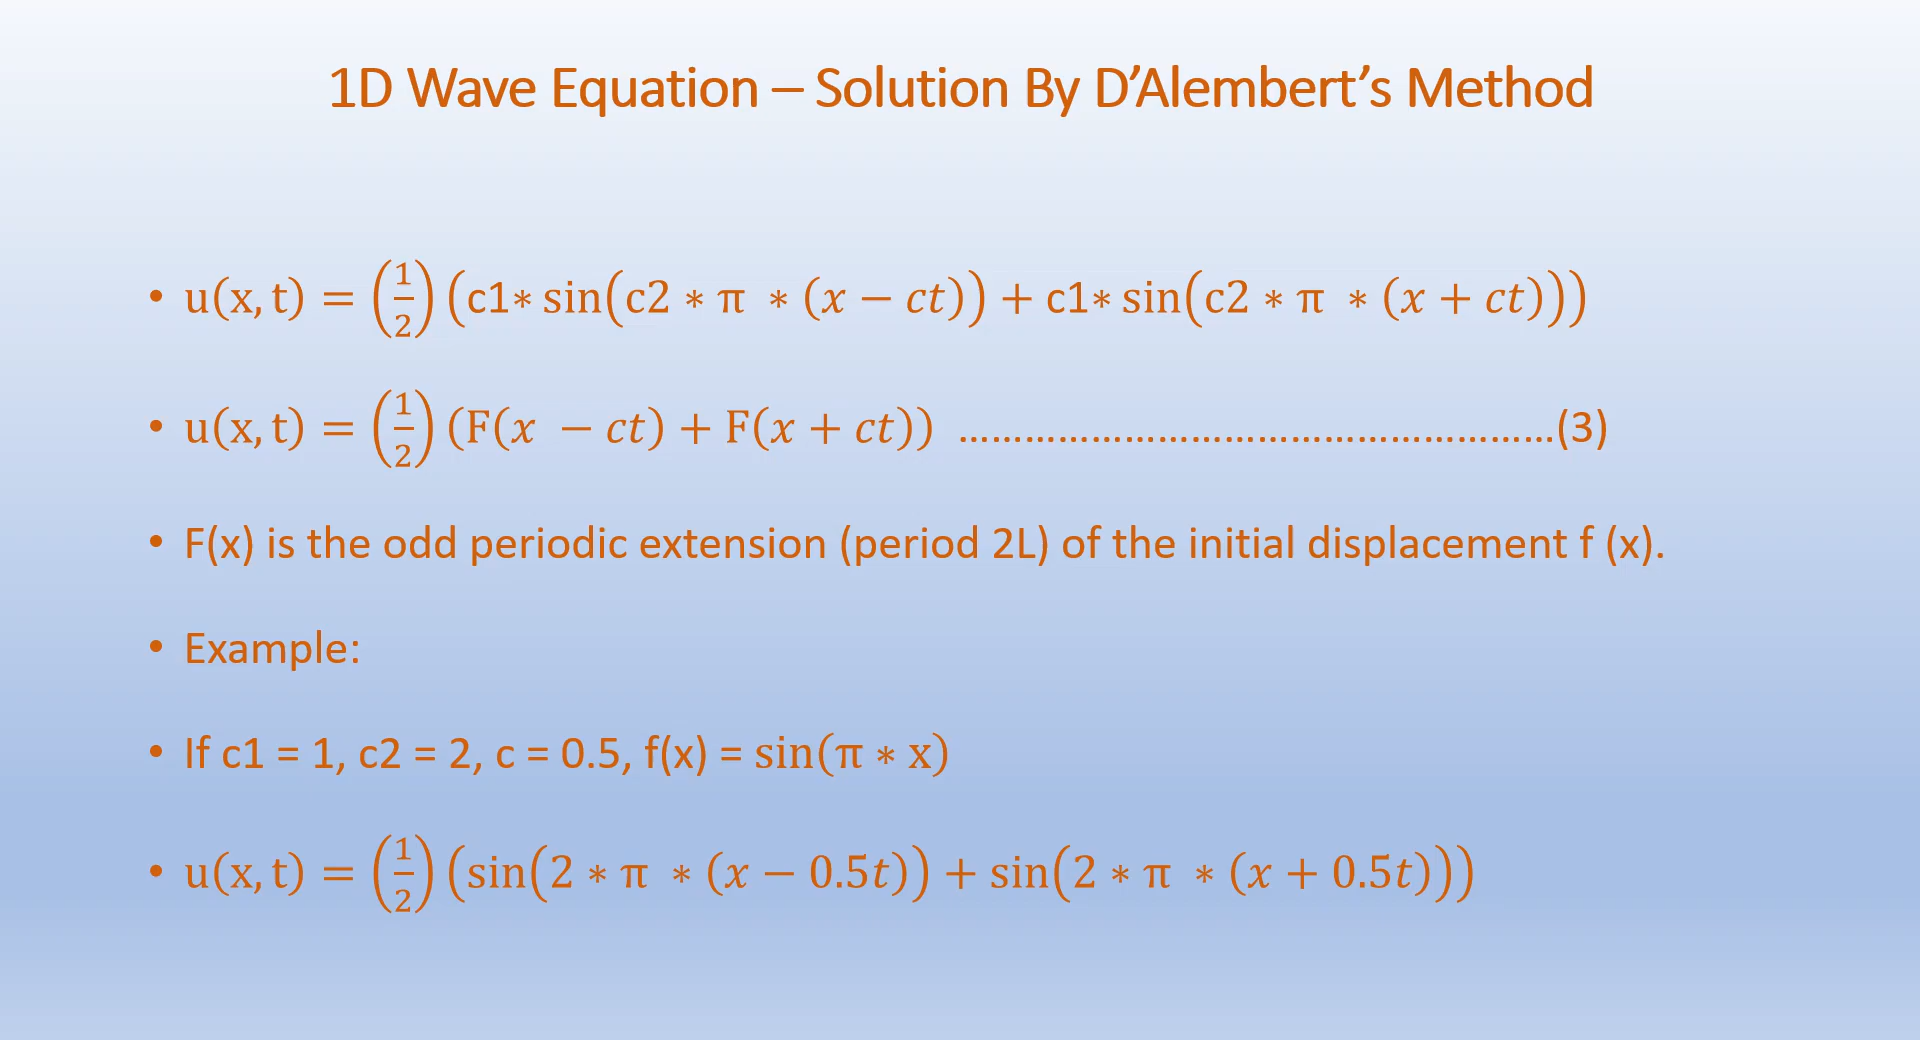 1D Wave Equation – Solution By D’Alembert’s Method
• u(x, t) = (1/2) (c1∗ sin(c2 ∗ π ∗ (x − ct)) + c1∗ sin(c2 ∗ π ∗ (x + ct)))
• u(x, t) = (1/2) (F(x − ct) + F(x + ct)) ……………………………………………….(3)
• F(x) is the odd periodic extension (period 2L) of the initial displacement f (x).
• Example:
• If c1 = 1, c2 = 2, c = 0.5, f(x) = sin(π ∗ x)
• u(x, t) = (1/2) (sin(2 ∗ π ∗ (x − 0.5t)) + sin(2 ∗ π ∗ (x + 0.5t)))